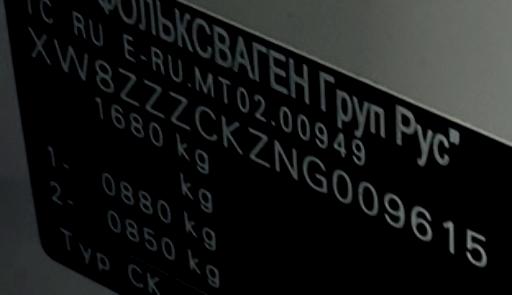 ФОЛЬКСВАГЕН Груп Рус"
ТС RU E-RU.MT02.00949
XW8ZZZCKZNG009615
1680 kg
kg
1- 0880 kg
2- 0850 kg
Typ CK